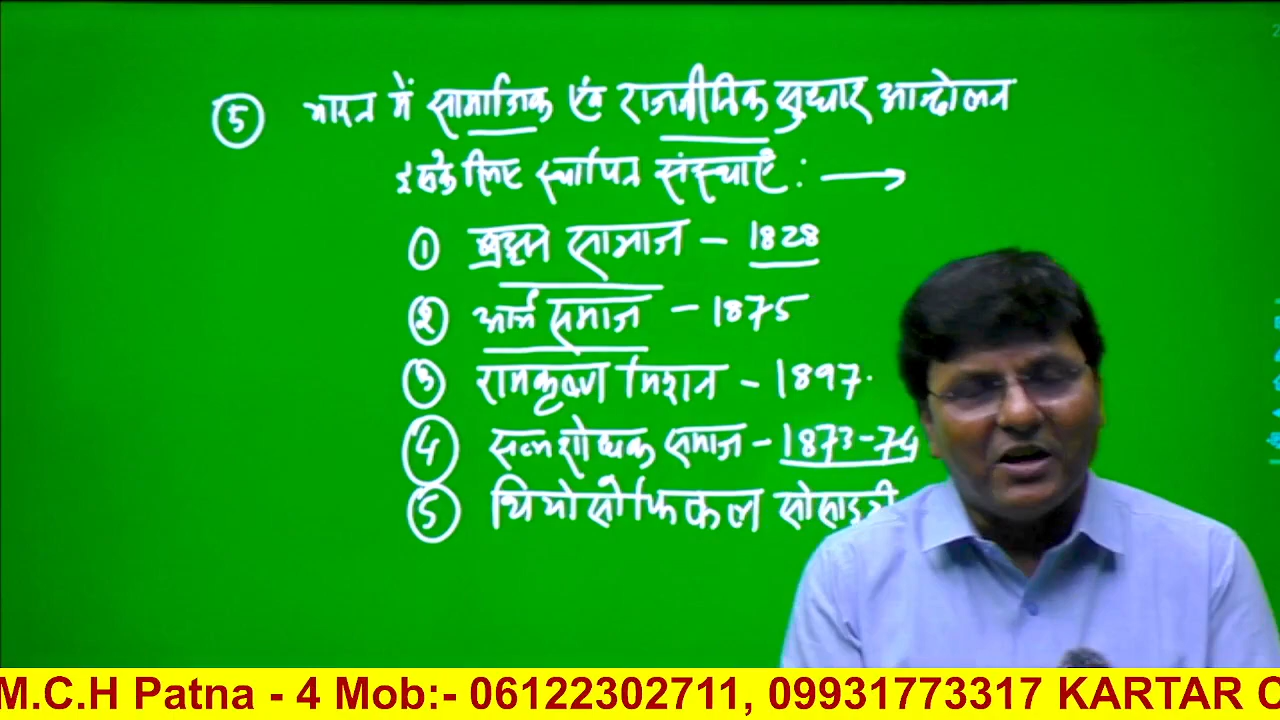 ⑤ भारत में सामाजिक एवं राजनीतिक सुधार आन्दोलन
इसके लिए स्थापित संस्थाएँ : →
① ब्रह्म सामाज – 1828
② आर्य समाज – 1875
③ रामकृष्ण मिशन – 1897.
④ सत्यशोधक समाज – 1873-74
⑤ थियोसोफिकल सोसाइटी
M.C.H Patna - 4 Mob:- 06122302711, 09931773317 KARTAR C